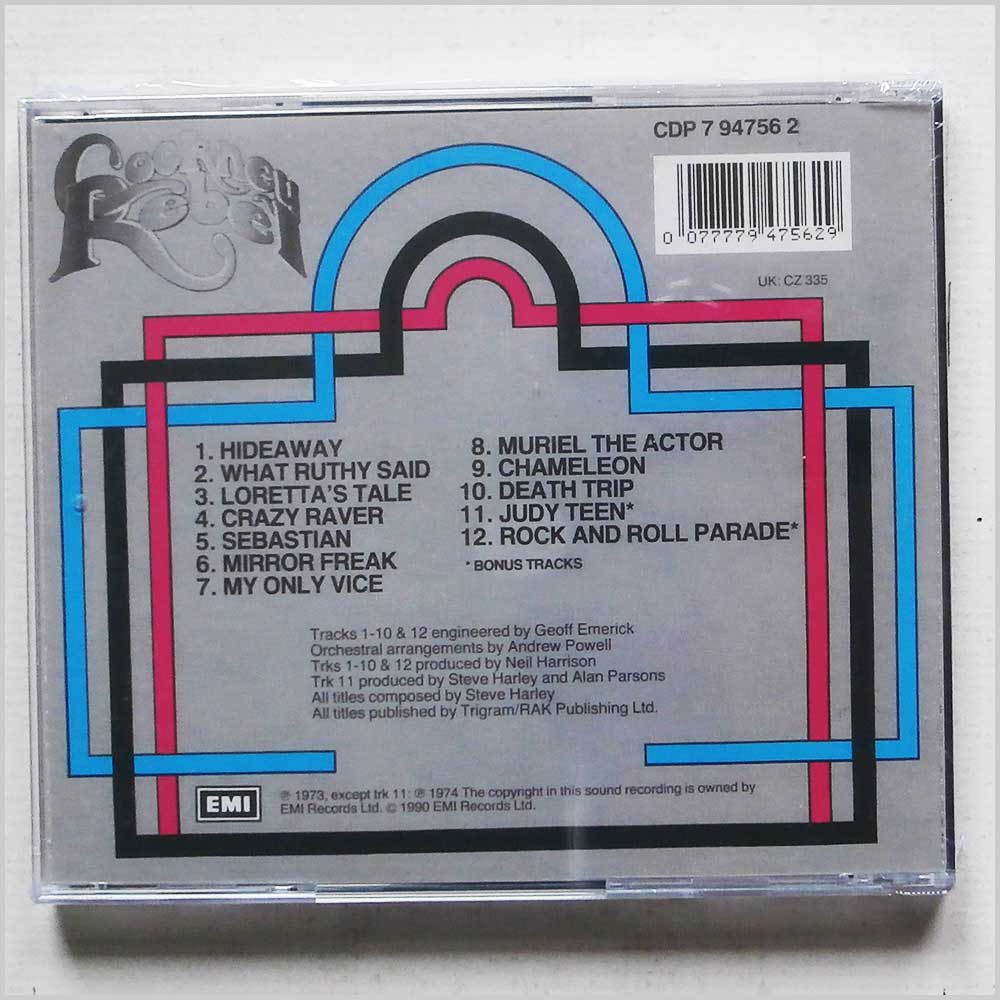 Cockney
Rebel
CDP 7 94756 2
0 077779 475629
UK: CZ 335
1. HIDEAWAY
2. WHAT RUTHY SAID
3. LORETTA'S TALE
4. CRAZY RAVER
5. SEBASTIAN
6. MIRROR FREAK
7. MY ONLY VICE
8. MURIEL THE ACTOR
9. CHAMELEON
10. DEATH TRIP
11. JUDY TEEN*
12. ROCK AND ROLL PARADE*
* BONUS TRACKS
Tracks 1-10 & 12 engineered by Geoff Emerick
Orchestral arrangements by Andrew Powell
Trks 1-10 & 12 produced by Neil Harrison
Trk 11 produced by Steve Harley and Alan Parsons
All titles composed by Steve Harley
All titles published by Trigram/RAK Publishing Ltd.
EMI
℗ 1973, except trk 11: ℗ 1974 The copyright in this sound recording is owned by
EMI Records Ltd. © 1990 EMI Records Ltd.